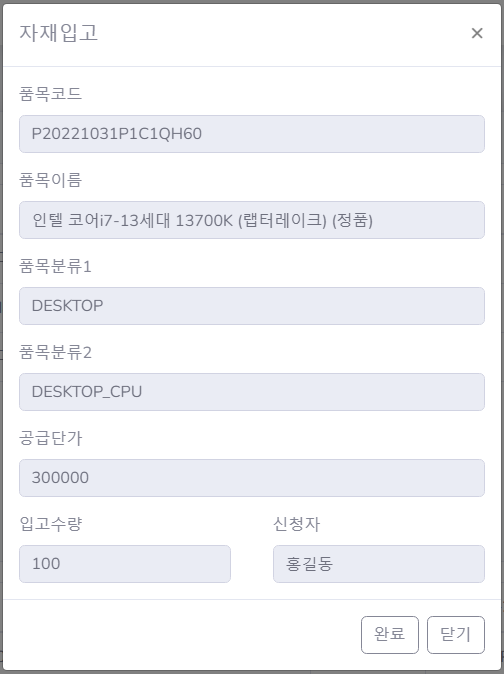 자재입고
×
품목코드
P20221031P1C1QH60
품목이름
인텔 코어i7-13세대 13700K (랩터레이크) (정품)
품목분류1
DESKTOP
품목분류2
DESKTOP_CPU
공급단가
300000
입고수량 신청자
100 홍길동
완료 닫기